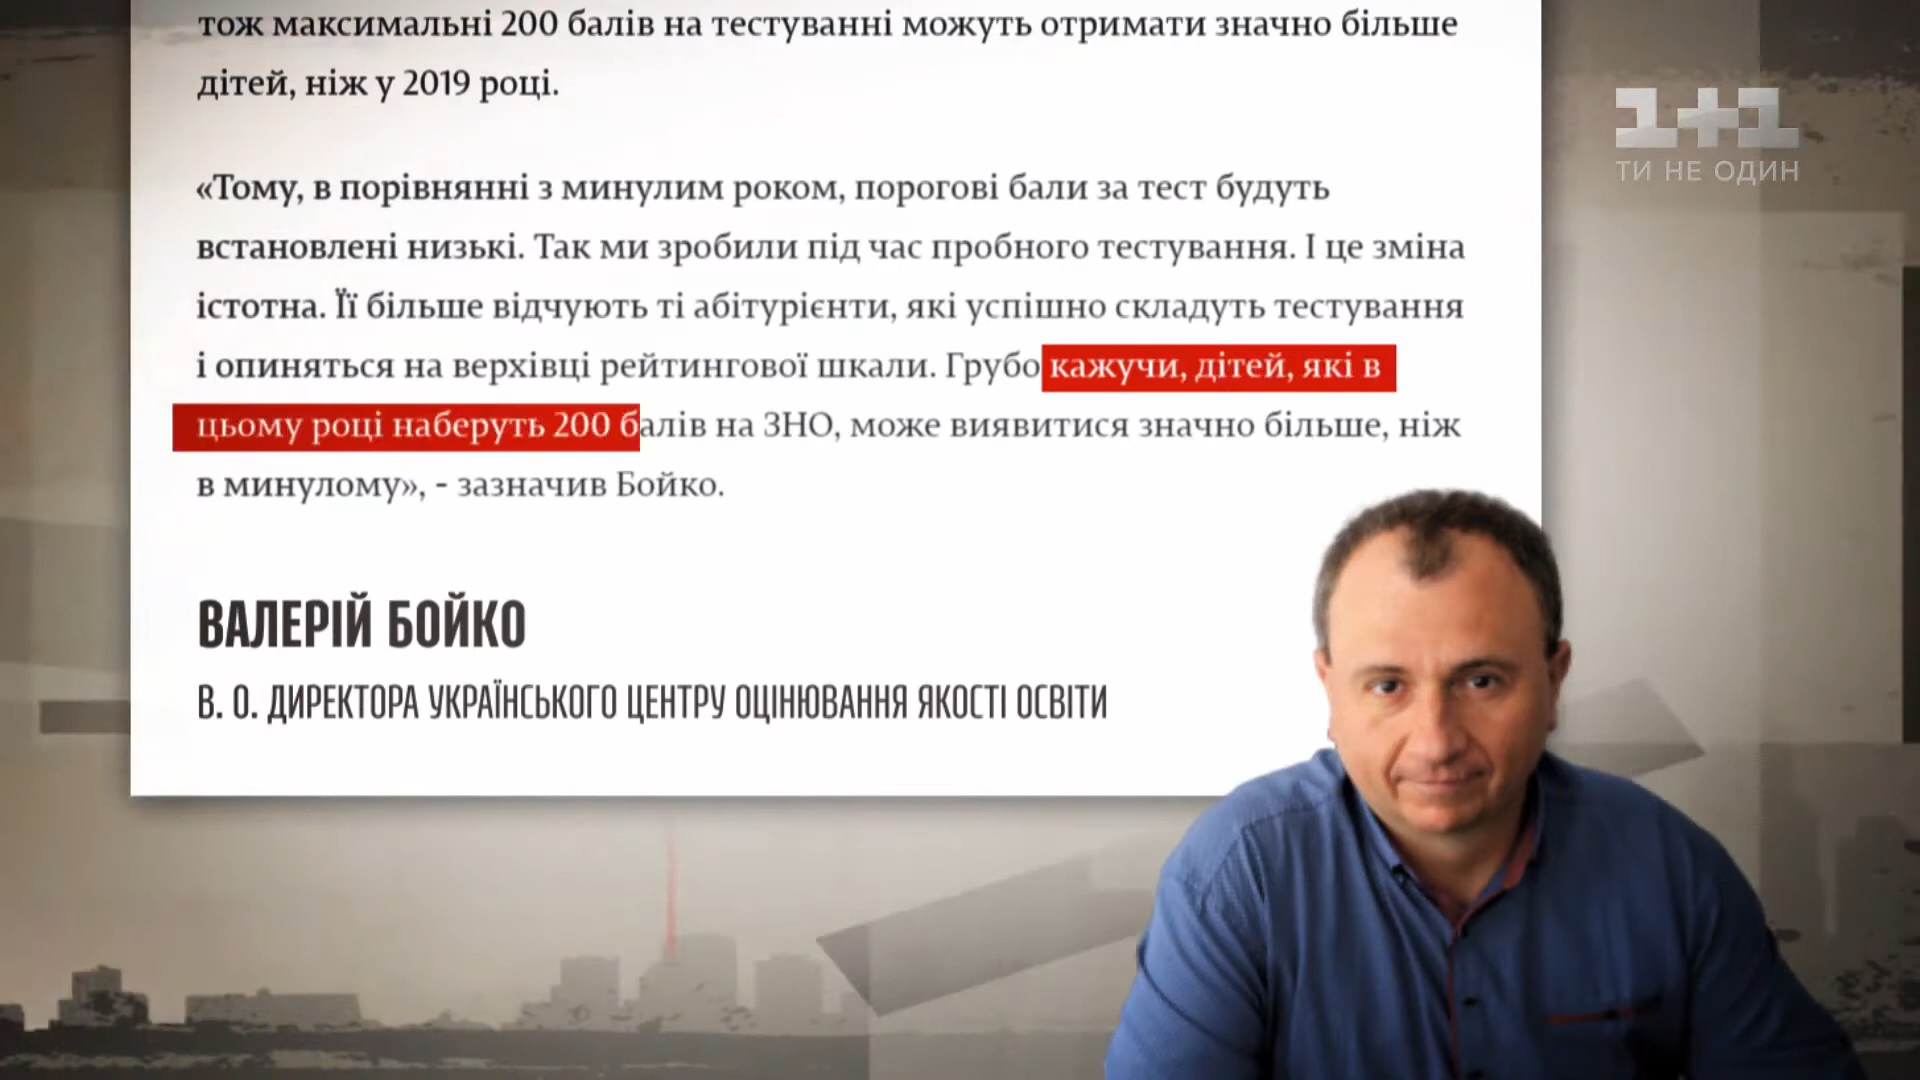 тож максимальні 200 балів на тестуванні можуть отримати значно більше
дітей, ніж у 2019 році.
1+1
ТИ НЕ ОДИН
«Тому, в порівнянні з минулим роком, порогові бали за тест будуть
встановлені низькі. Так ми зробили під час пробного тестування. І це зміна
істотна. Її більше відчують ті абітурієнти, які успішно складуть тестування
і опиняться на верхівці рейтингової шкали. Грубо кажучи, дітей, які в
цьому році наберуть 200 балів на ЗНО, може виявитися значно більше, ніж
в минулому», - зазначив Бойко.
ВАЛЕРІЙ БОЙКО
В. О. ДИРЕКТОРА УКРАЇНСЬКОГО ЦЕНТРУ ОЦІНЮВАННЯ ЯКОСТІ ОСВІТИ